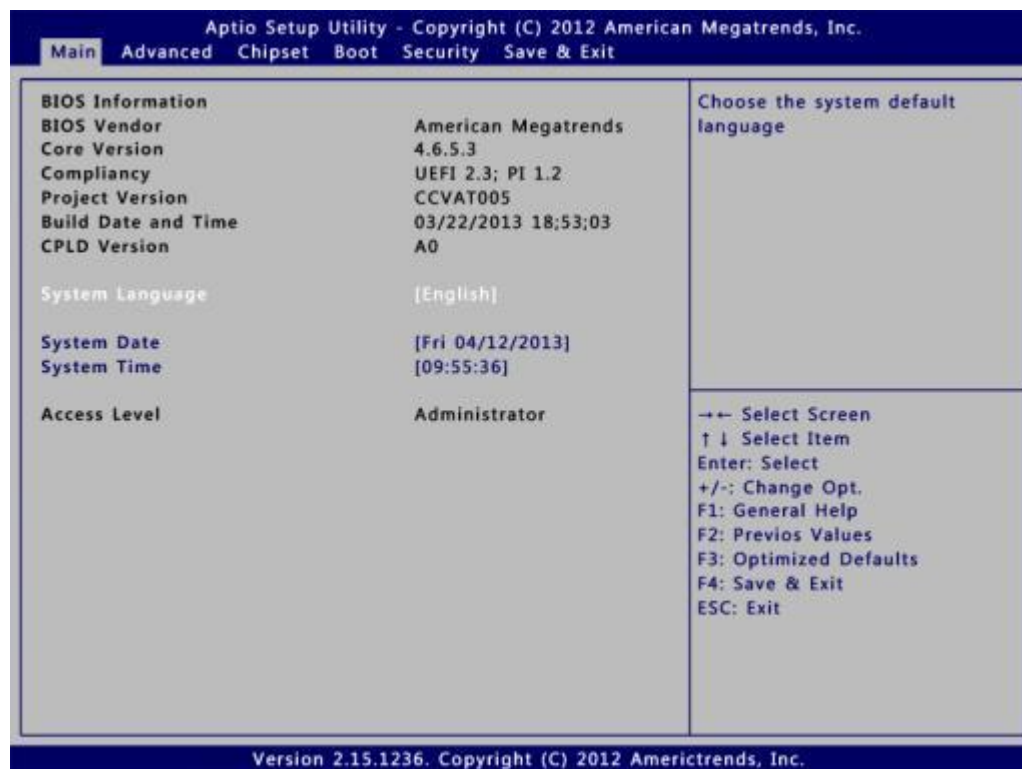 Aptio Setup Utility - Copyright (C) 2012 American Megatrends, Inc.
Main Advanced Chipset Boot Security Save & Exit
BIOS Information
BIOS Vendor American Megatrends
Core Version 4.6.5.3
Compliancy UEFI 2.3; PI 1.2
Project Version CCVAT005
Build Date and Time 03/22/2013 18;53;03
CPLD Version A0
System Language [English]
System Date [Fri 04/12/2013]
System Time [09:55:36]
Access Level Administrator
Choose the system default
language
→← Select Screen
↑↓ Select Item
Enter: Select
+/-: Change Opt.
F1: General Help
F2: Previos Values
F3: Optimized Defaults
F4: Save & Exit
ESC: Exit
Version 2.15.1236. Copyright (C) 2012 Americtrends, Inc.